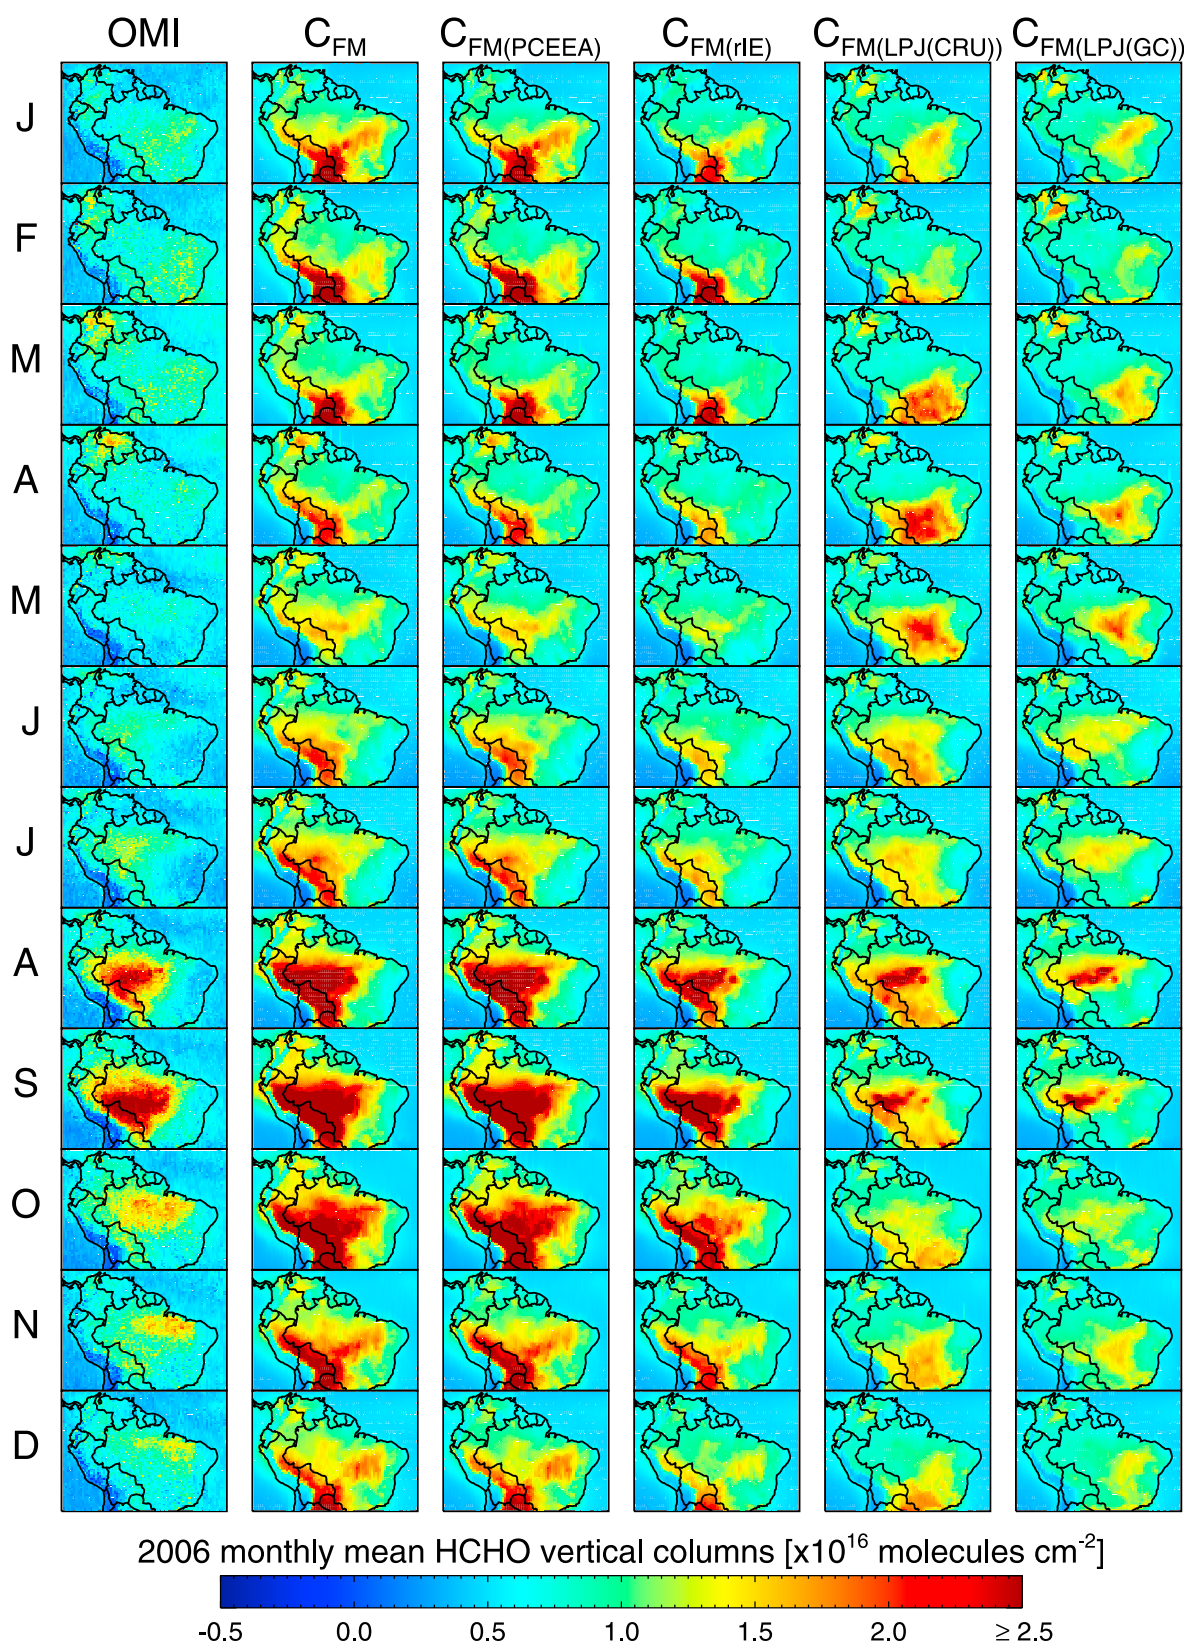 OMI C_FM C_FM(PCEEA) C_FM(rIE) C_FM(LPJ(CRU)) C_FM(LPJ(GC))
J
F
M
A
M
J
J
A
S
O
N
D
2006 monthly mean HCHO vertical columns [x10^16 molecules cm^-2]
-0.5 0.0 0.5 1.0 1.5 2.0 ≥ 2.5